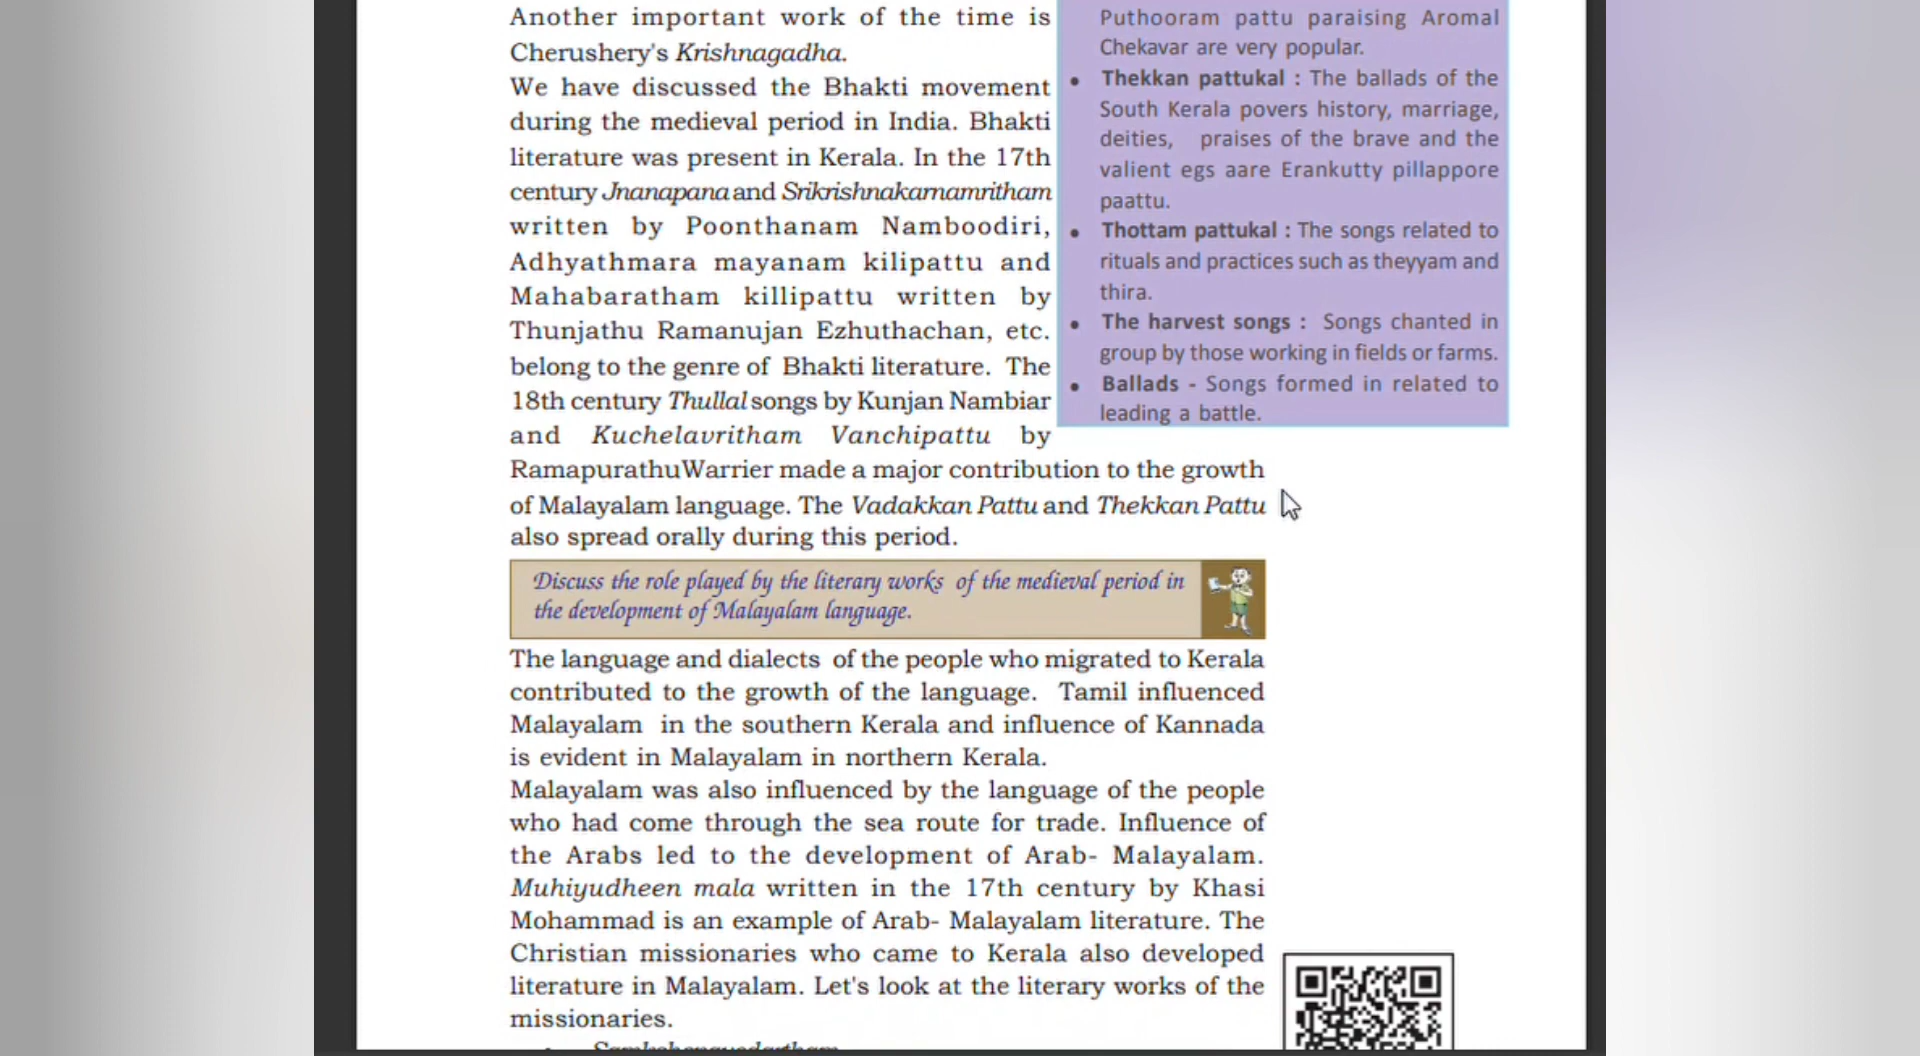 Another important work of the time is
Cherushery's Krishnagadha.
We have discussed the Bhakti movement
during the medieval period in India. Bhakti
literature was present in Kerala. In the 17th
century Jnanapana and Srikrishnakarnamritham
written by Poonthanam Namboodiri,
Adhyathmara mayanam kilipattu and
Mahabaratham killipattu written by
Thunjathu Ramanujan Ezhuthachan, etc.
belong to the genre of Bhakti literature. The
18th century Thullal songs by Kunjan Nambiar
and Kuchelavritham Vanchipattu by
RamapurathuWarrier made a major contribution to the growth
of Malayalam language. The Vadakkan Pattu and Thekkan Pattu
also spread orally during this period.
Puthooram pattu paraising Aromal
Chekavar are very popular.
• Thekkan pattukal : The ballads of the
South Kerala povers history, marriage,
deities, praises of the brave and the
valient egs aare Erankutty pillappore
paattu.
• Thottam pattukal : The songs related to
rituals and practices such as theyyam and
thira.
• The harvest songs : Songs chanted in
group by those working in fields or farms.
• Ballads - Songs formed in related to
leading a battle.
Discuss the role played by the literary works of the medieval period in
the development of Malayalam language.
The language and dialects of the people who migrated to Kerala
contributed to the growth of the language. Tamil influenced
Malayalam in the southern Kerala and influence of Kannada
is evident in Malayalam in northern Kerala.
Malayalam was also influenced by the language of the people
who had come through the sea route for trade. Influence of
the Arabs led to the development of Arab- Malayalam.
Muhiyudheen mala written in the 17th century by Khasi
Mohammad is an example of Arab- Malayalam literature. The
Christian missionaries who came to Kerala also developed
literature in Malayalam. Let's look at the literary works of the
missionaries.